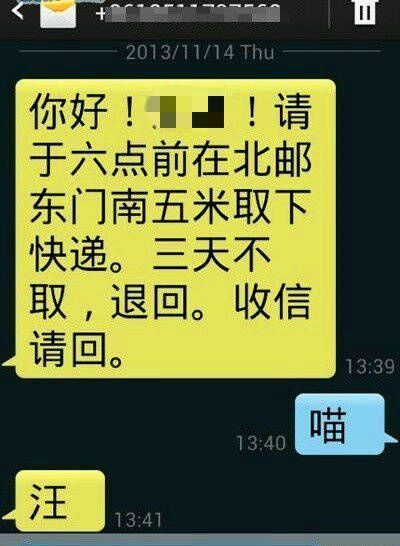 2013/11/14 Thu
你好！！请
于六点前在北邮
东门南五米取下
快递。三天不
取，退回。收信
请回。
13:39
喵
13:40
汪
13:41